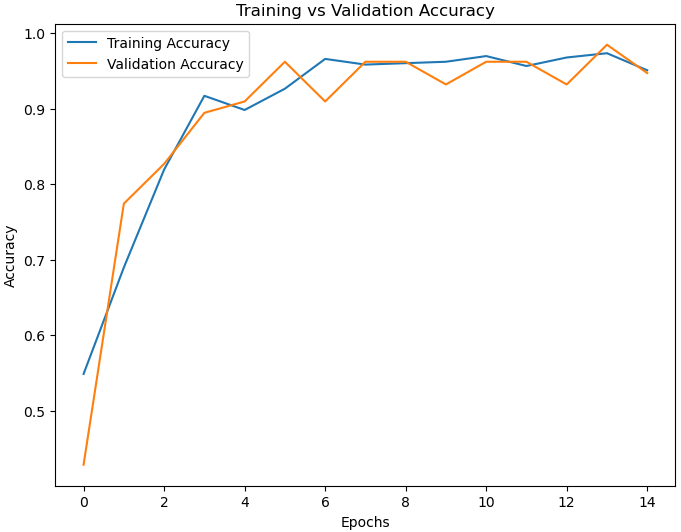 Training vs Validation Accuracy
Training Accuracy
Validation Accuracy
Accuracy
1.0
0.9
0.8
0.7
0.6
0.5
0 2 4 6 8 10 12 14
Epochs